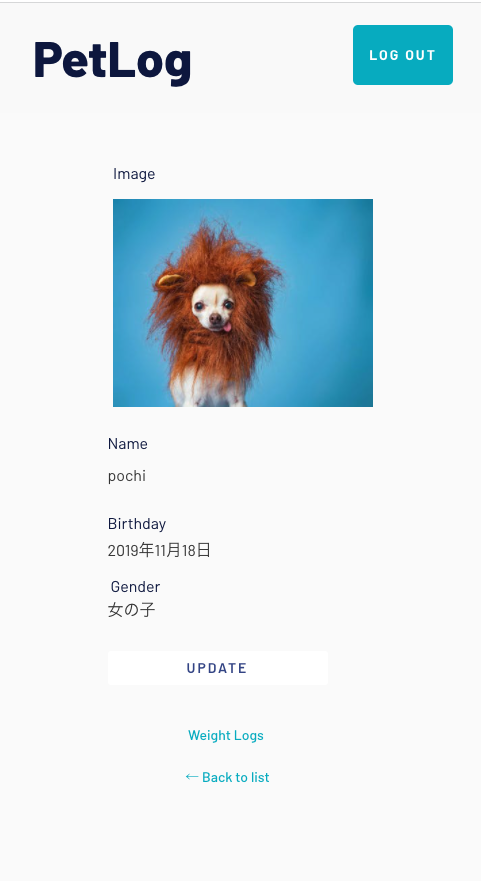 PetLog
LOG OUT
Image
Name
pochi
Birthday
2019年11月18日
Gender
女の子
UPDATE
Weight Logs
← Back to list